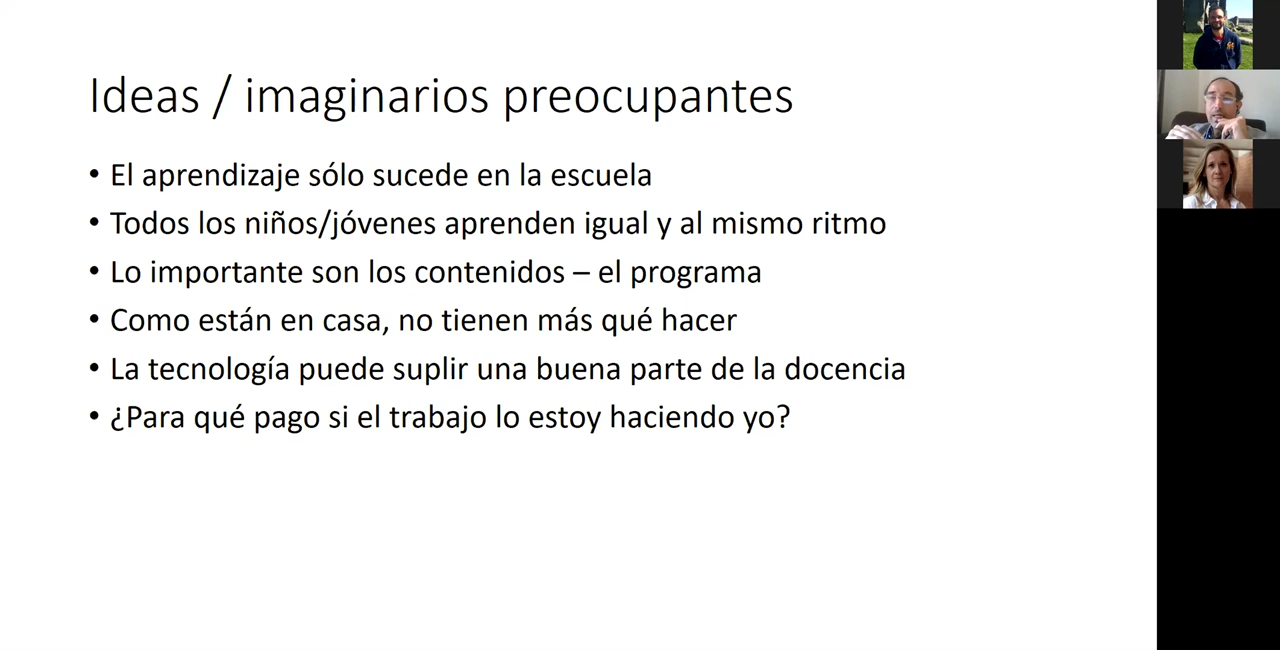 Ideas / imaginarios preocupantes
• El aprendizaje sólo sucede en la escuela
• Todos los niños/jóvenes aprenden igual y al mismo ritmo
• Lo importante son los contenidos – el programa
• Como están en casa, no tienen más qué hacer
• La tecnología puede suplir una buena parte de la docencia
• ¿Para qué pago si el trabajo lo estoy haciendo yo?